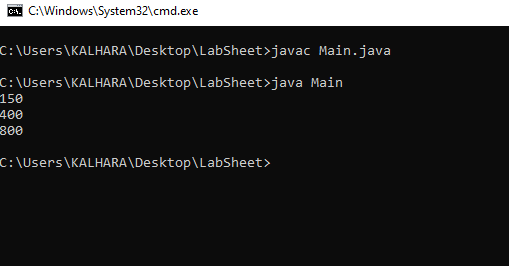 C:\Windows\System32\cmd.exe
C:\Users\KALHARA\Desktop\LabSheet>javac Main.java
C:\Users\KALHARA\Desktop\LabSheet>java Main
150
400
800
C:\Users\KALHARA\Desktop\LabSheet>